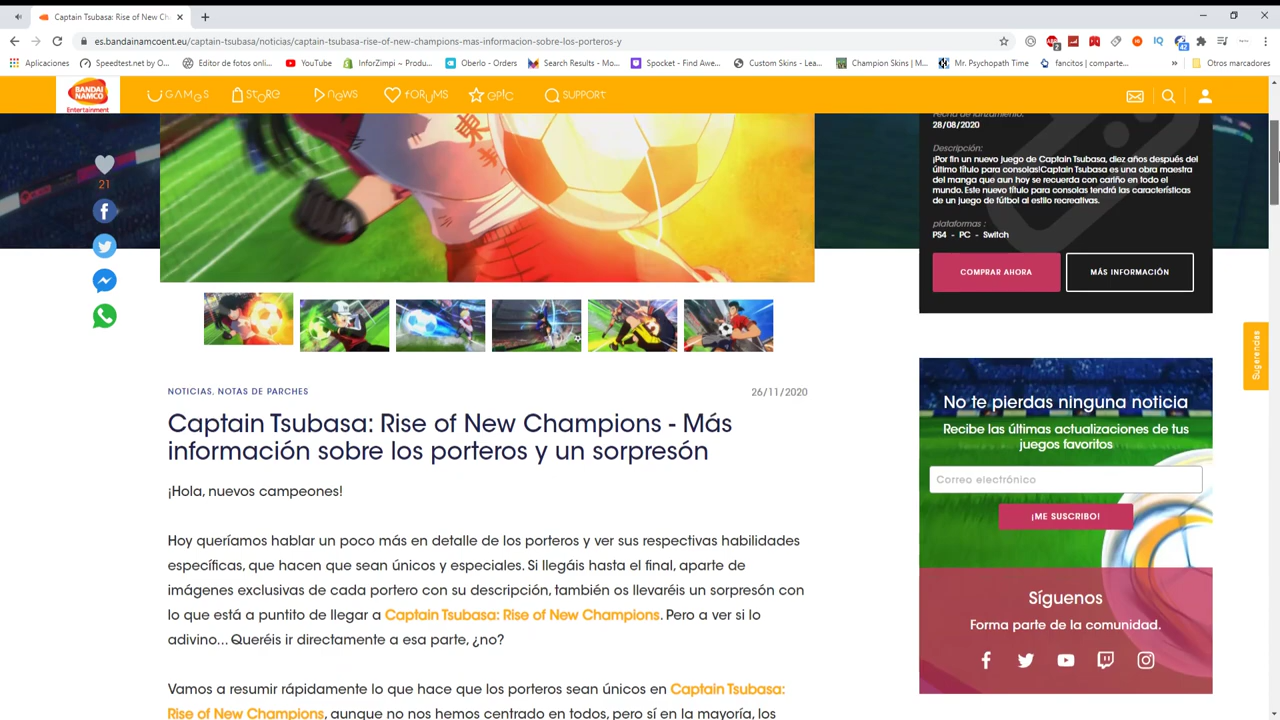 Captain Tsubasa: Rise of New Ch
es.bandainamcoent.eu/captain-tsubasa/noticias/captain-tsubasa-rise-of-new-champions-mas-informacion-sobre-los-porteros-y
Aplicaciones
Speedtest.net by O...
Editor de fotos onli...
YouTube
InforZimpi ~ Produ...
Oberlo - Orders
Search Results - Mo...
Spocket - Find Awe...
Custom Skins - Lea...
Champion Skins | M...
Mr. Psychopath Time
fancitos | comparte...
»
Otros marcadores
BANDAI NAMCO
Entertainment
GAMES
STORE
NEWS
FORUMS
EPIC
SUPPORT
21
東
Fecha de lanzamiento:
28/08/2020
Descripción:
¡Por fin un nuevo juego de Captain Tsubasa, diez años después del
último título para consolas!Captain Tsubasa es una obra maestra
del manga que aun hoy se recuerda con cariño en todo el
mundo. Este nuevo título para consolas tendrá las características
de un juego de fútbol al estilo recreativas.
plataformas :
PS4 - PC - Switch
COMPRAR AHORA
MÁS INFORMACIÓN
Sugerencias
NOTICIAS, NOTAS DE PARCHES
26/11/2020
Captain Tsubasa: Rise of New Champions - Más
información sobre los porteros y un sorpresón
¡Hola, nuevos campeones!
Hoy queríamos hablar un poco más en detalle de los porteros y ver sus respectivas habilidades
específicas, que hacen que sean únicos y especiales. Si llegáis hasta el final, aparte de
imágenes exclusivas de cada portero con su descripción, también os llevaréis un sorpresón con
lo que está a puntito de llegar a Captain Tsubasa: Rise of New Champions. Pero a ver si lo
adivino... Queréis ir directamente a esa parte, ¿no?
Vamos a resumir rápidamente lo que hace que los porteros sean únicos en Captain Tsubasa:
Rise of New Champions, aunque no nos hemos centrado en todos, pero sí en la mayoría, los
No te pierdas ninguna noticia
Recibe las últimas actualizaciones de tus
juegos favoritos
Correo electrónico
¡ME SUSCRIBO!
Síguenos
Forma parte de la comunidad.